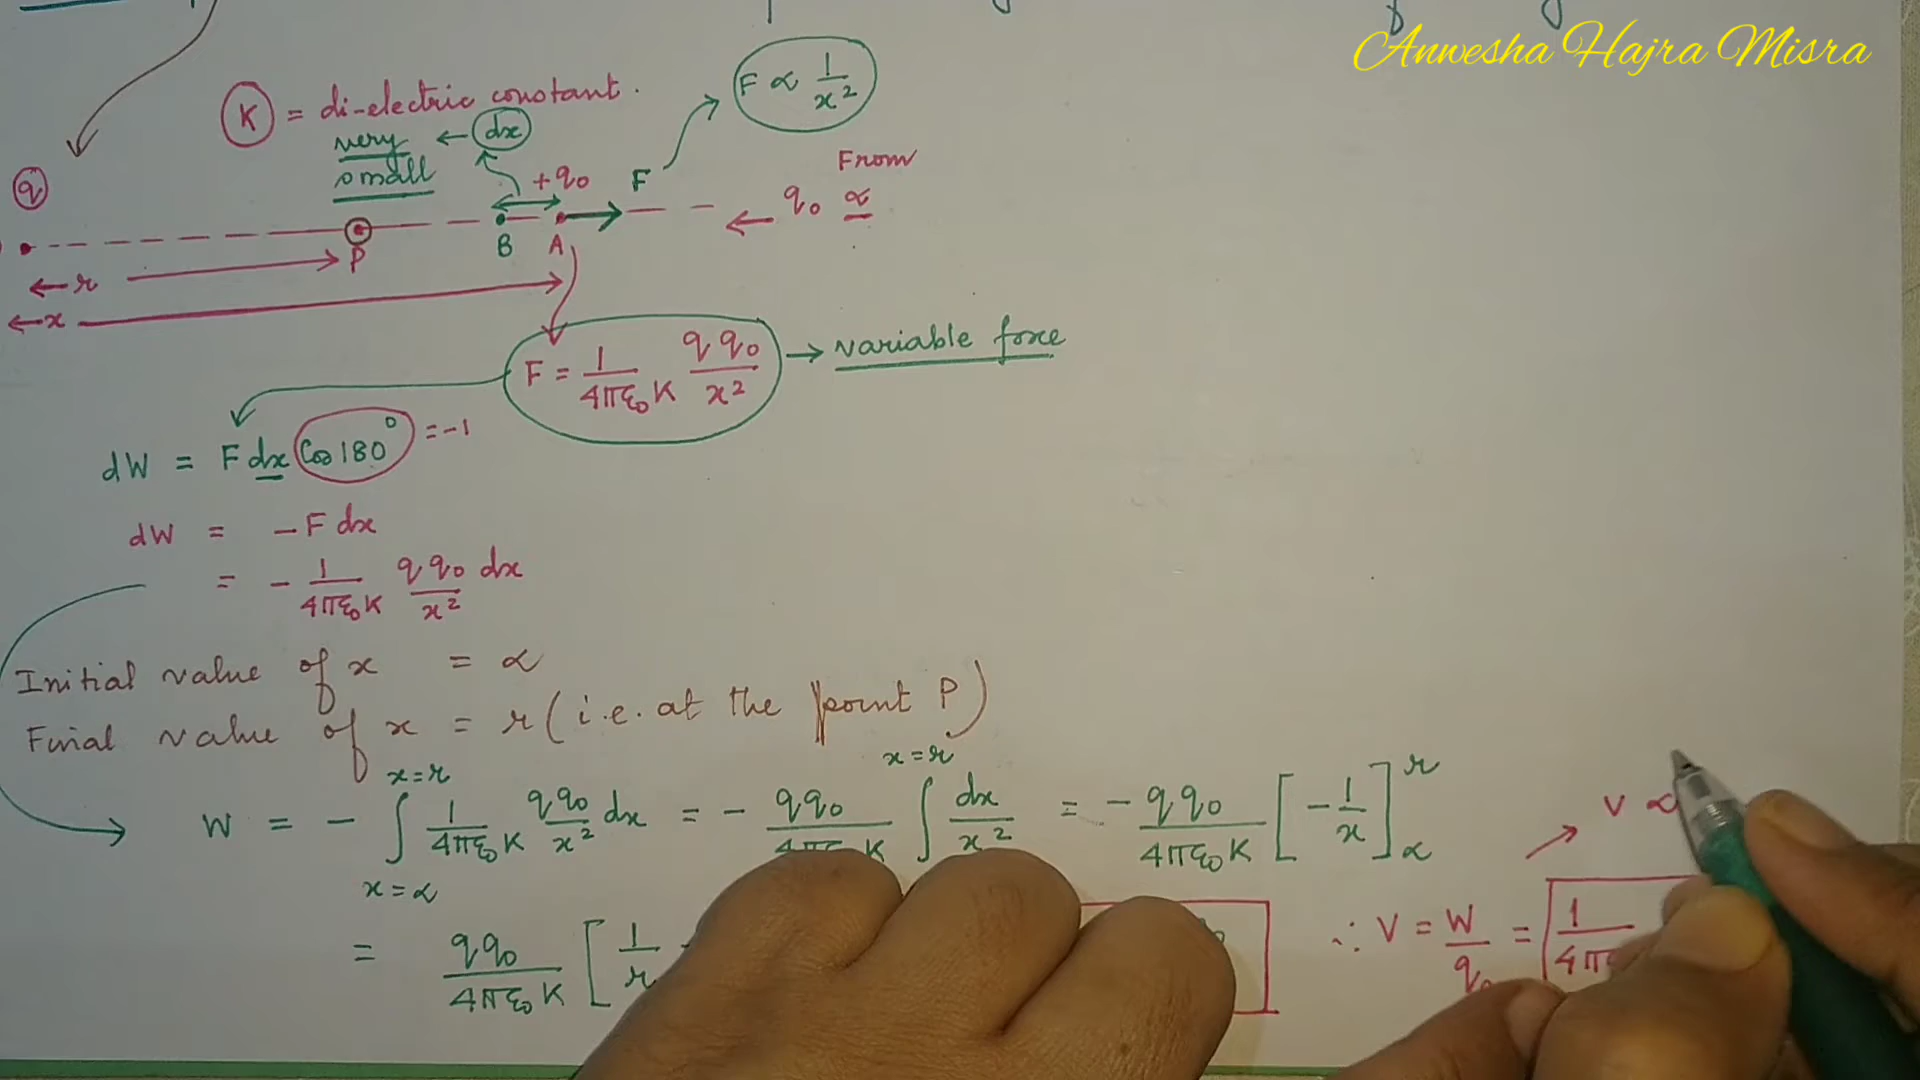 Anwesha Hajra Misra
K = di-electric constant.
F ∝ 1/x²
very ← dx
small
q
+q₀
F
From
← q₀ ∝
P
B A
← r →
← x →
F = 1/4πε₀K qq₀/x² → variable force
dW = F dx Cos 180° = -1
dW = - F dx
= - 1/4πε₀K qq₀/x² dx
Initial value of x = ∝
Final value of x = r (i.e. at the point P)
W = - ∫ x=∝ x=r 1/4πε₀K qq₀/x² dx = - qq₀/4πε₀K ∫ x=r dx/x² = - qq₀/4πε₀K [-1/x] r ∝
V ∝
= qq₀/4πε₀K [1/r
∴ V = W/q₀ = 1/4π